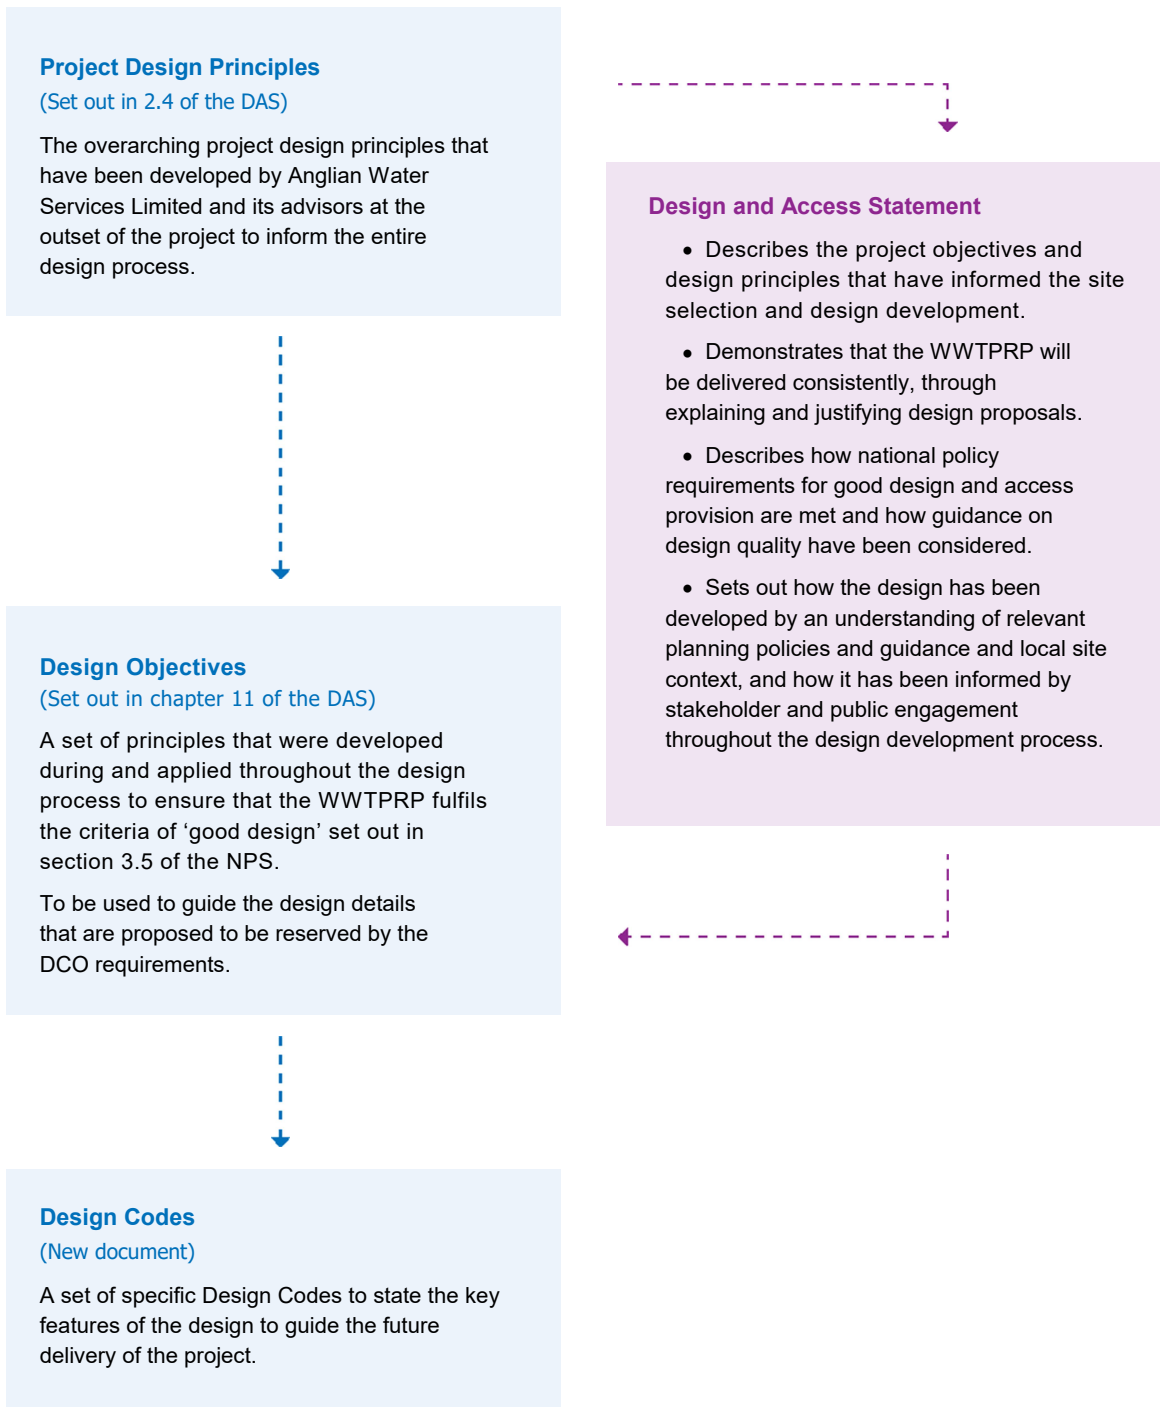 Project Design Principles
(Set out in 2.4 of the DAS)
The overarching project design principles that
have been developed by Anglian Water
Services Limited and its advisors at the
outset of the project to inform the entire
design process.
Design and Access Statement
• Describes the project objectives and
design principles that have informed the site
selection and design development.
• Demonstrates that the WWTPRP will
be delivered consistently, through
explaining and justifying design proposals.
• Describes how national policy
requirements for good design and access
provision are met and how guidance on
design quality have been considered.
• Sets out how the design has been
developed by an understanding of relevant
planning policies and guidance and local site
context, and how it has been informed by
stakeholder and public engagement
throughout the design development process.
Design Objectives
(Set out in chapter 11 of the DAS)
A set of principles that were developed
during and applied throughout the design
process to ensure that the WWTPRP fulfils
the criteria of ‘good design’ set out in
section 3.5 of the NPS.
To be used to guide the design details
that are proposed to be reserved by the
DCO requirements.
Design Codes
(New document)
A set of specific Design Codes to state the key
features of the design to guide the future
delivery of the project.